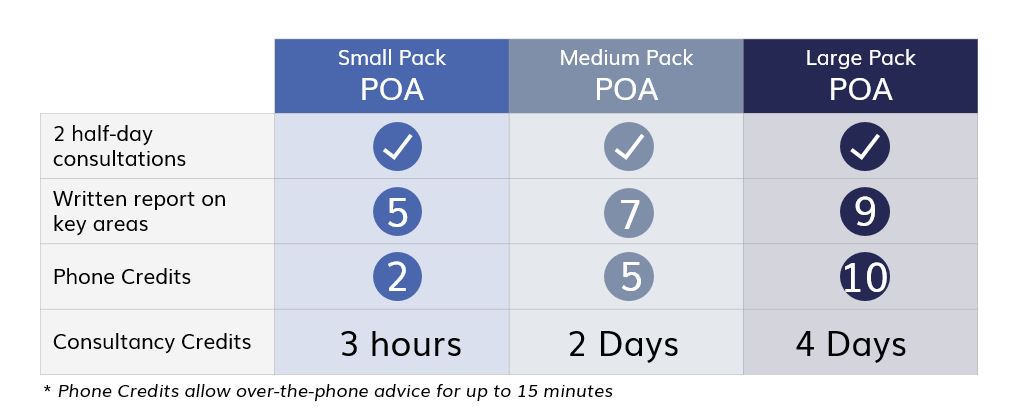 Small Pack Medium Pack Large Pack
POA POA POA
2 half-day
consultations
Written report on
key areas
5 7 9
Phone Credits 2 5 10
Consultancy Credits 3 hours 2 Days 4 Days
* Phone Credits allow over-the-phone advice for up to 15 minutes